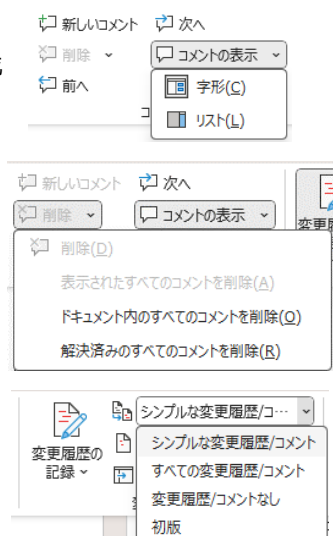 新しいコメント 次へ
削除 コメントの表示
前へ 字形(C)
リスト(L)
新しいコメント 次へ
削除 コメントの表示
削除(D)
表示されたすべてのコメントを削除(A)
ドキュメント内のすべてのコメントを削除(O)
解決済みのすべてのコメントを削除(R)
シンプルな変更履歴/コ…
変更履歴の
記録
シンプルな変更履歴/コメント
すべての変更履歴/コメント
変更履歴/コメントなし
初版